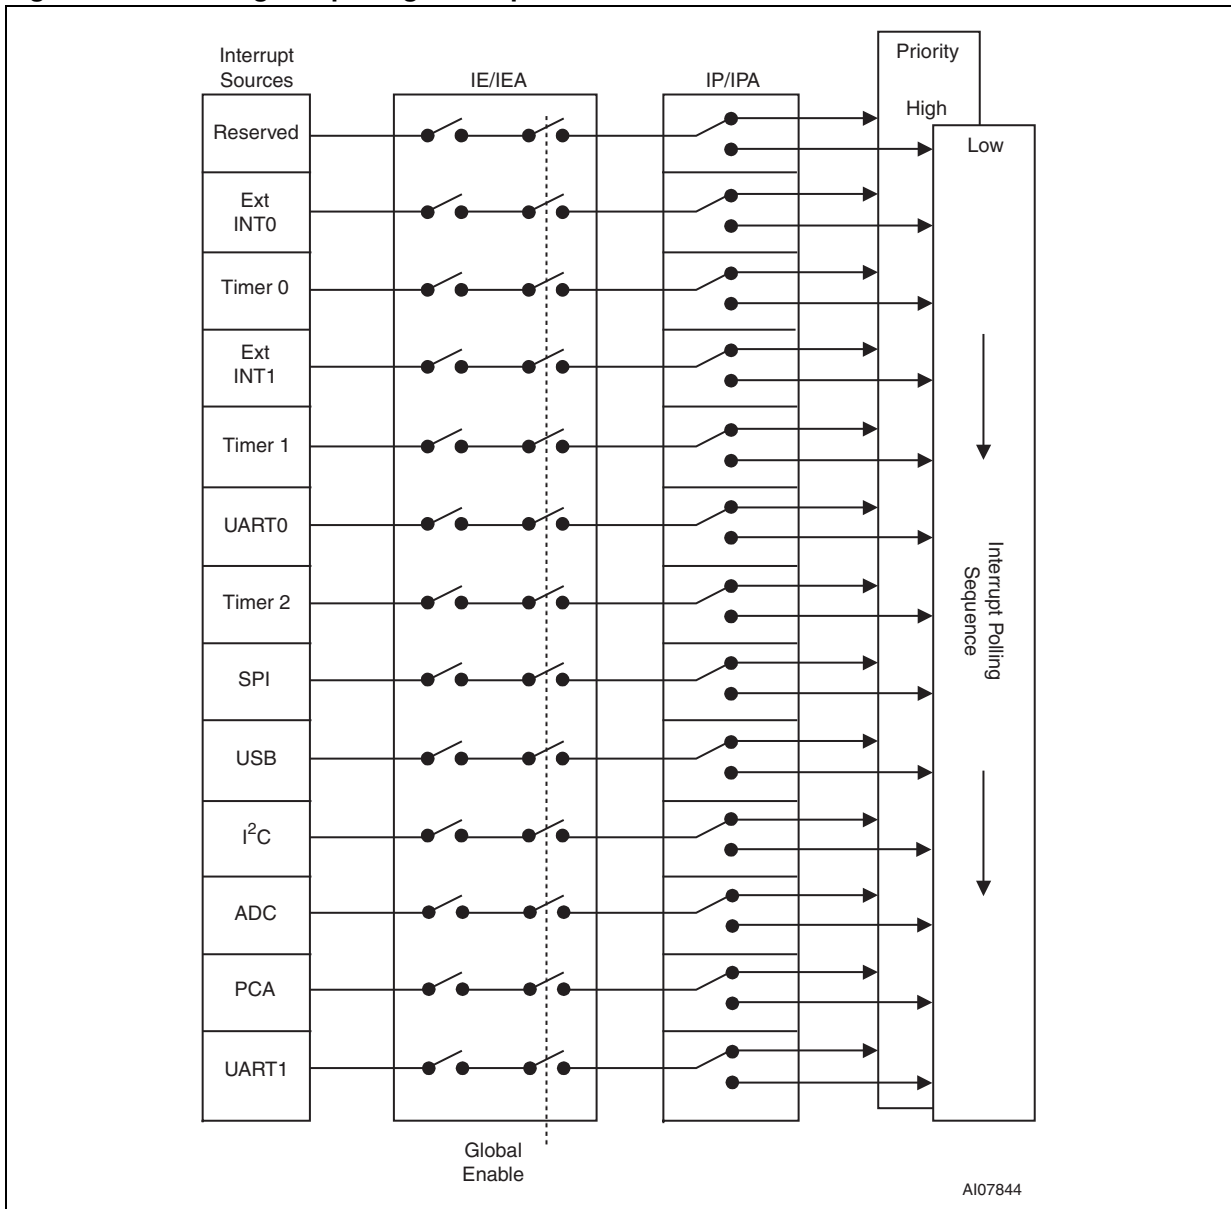 Interrupt
Sources
IE/IEA
IP/IPA
Priority
High
Low
Reserved
Ext
INT0
Timer 0
Ext
INT1
Timer 1
UART0
Timer 2
SPI
USB
I²C
ADC
PCA
UART1
Interrupt Polling
Sequence
Global
Enable
AI07844